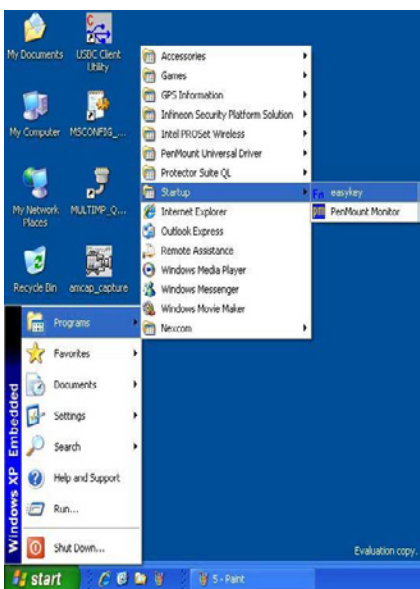 My Documents
USBC Client
Utility
My Computer
MSCONFIG_...
My Network
Places
MULTIMP_Q...
Recycle Bin
amcap_capture
Accessories
Games
GPS Information
Infineon Security Platform Solution
Intel PROSet Wireless
PenMount Universal Driver
Protector Suite QL
Startup
Internet Explorer
Outlook Express
Remote Assistance
Windows Media Player
Windows Messenger
Windows Movie Maker
Nexcom
Fn easykey
pm PenMount Monitor
Windows XP Embedded
Programs
Favorites
Documents
Settings
Search
Help and Support
Run...
Shut Down...
Evaluation copy.
start
5 - Paint